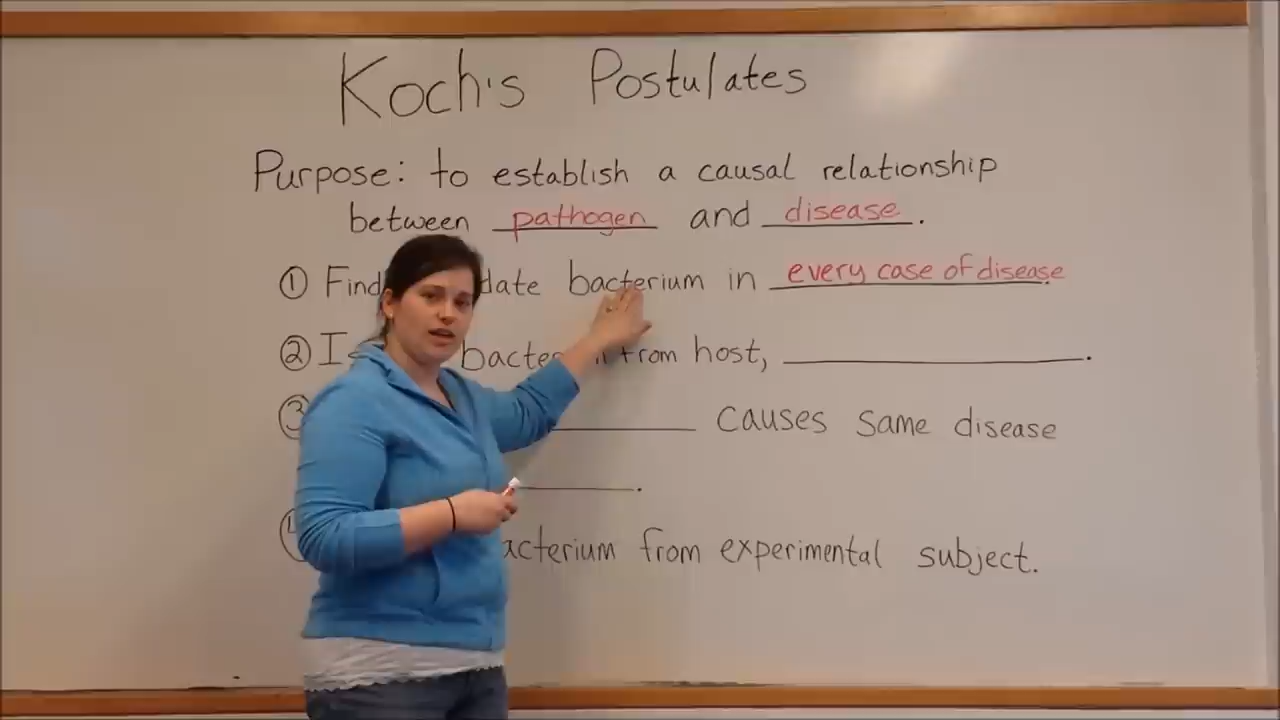 Koch's Postulates
Purpose: to establish a causal relationship
between pathogen and disease.
① Find date bacterium in every case of disease
② I bacte from host, .
③ causes same disease
.
acterium from experimental subject.